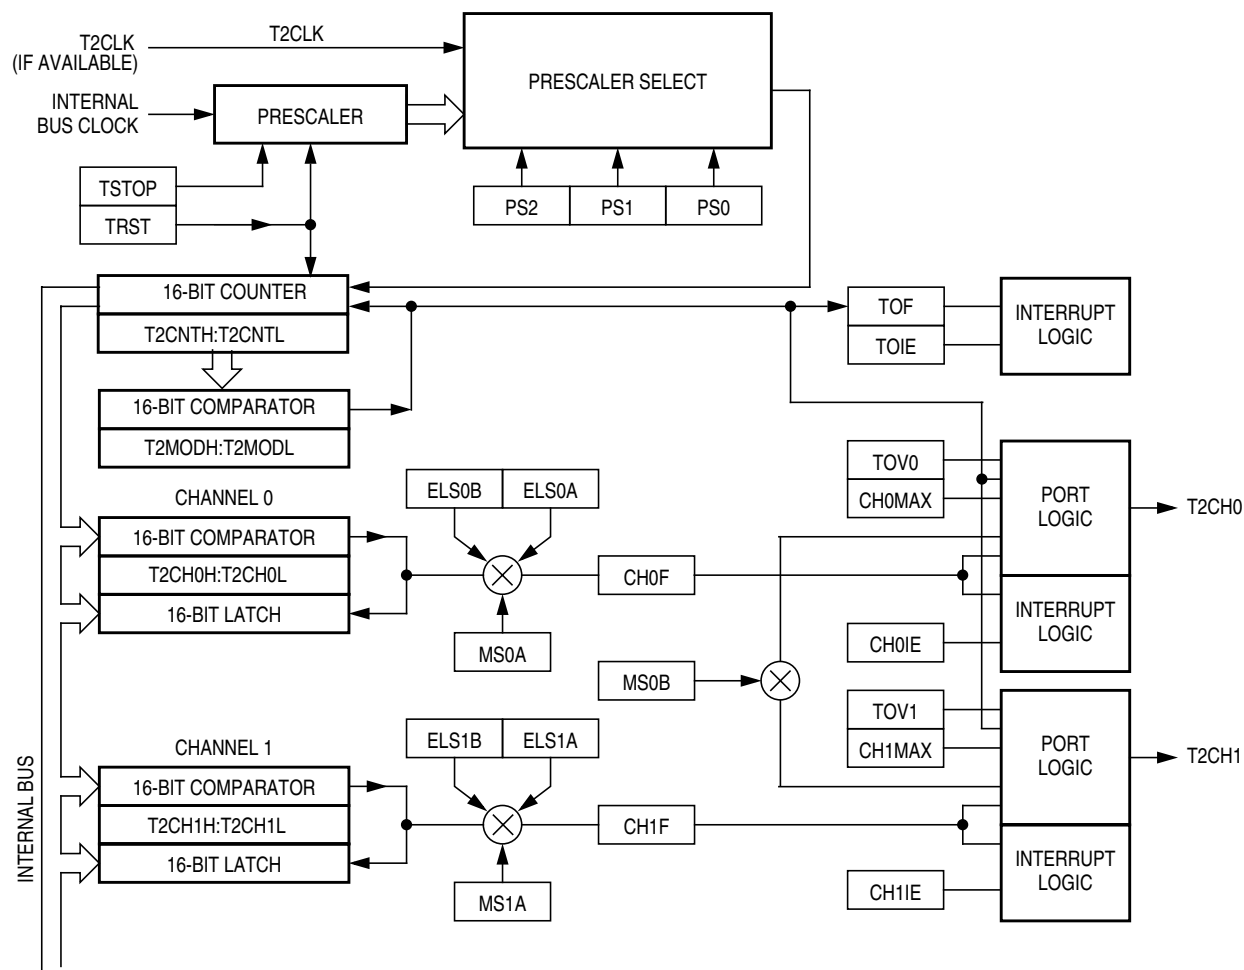 T2CLK
(IF AVAILABLE)
T2CLK
PRESCALER SELECT
INTERNAL
BUS CLOCK
PRESCALER
TSTOP
TRST
PS2
PS1
PS0
16-BIT COUNTER
T2CNTH:T2CNTL
16-BIT COMPARATOR
T2MODH:T2MODL
TOF
TOIE
INTERRUPT
LOGIC
CHANNEL 0
16-BIT COMPARATOR
T2CH0H:T2CH0L
16-BIT LATCH
ELS0B
ELS0A
MS0A
CH0F
TOV0
CH0MAX
PORT
LOGIC
T2CH0
INTERRUPT
LOGIC
CH0IE
MS0B
CHANNEL 1
16-BIT COMPARATOR
T2CH1H:T2CH1L
16-BIT LATCH
ELS1B
ELS1A
MS1A
CH1F
TOV1
CH1MAX
PORT
LOGIC
T2CH1
INTERRUPT
LOGIC
CH1IE
INTERNAL BUS